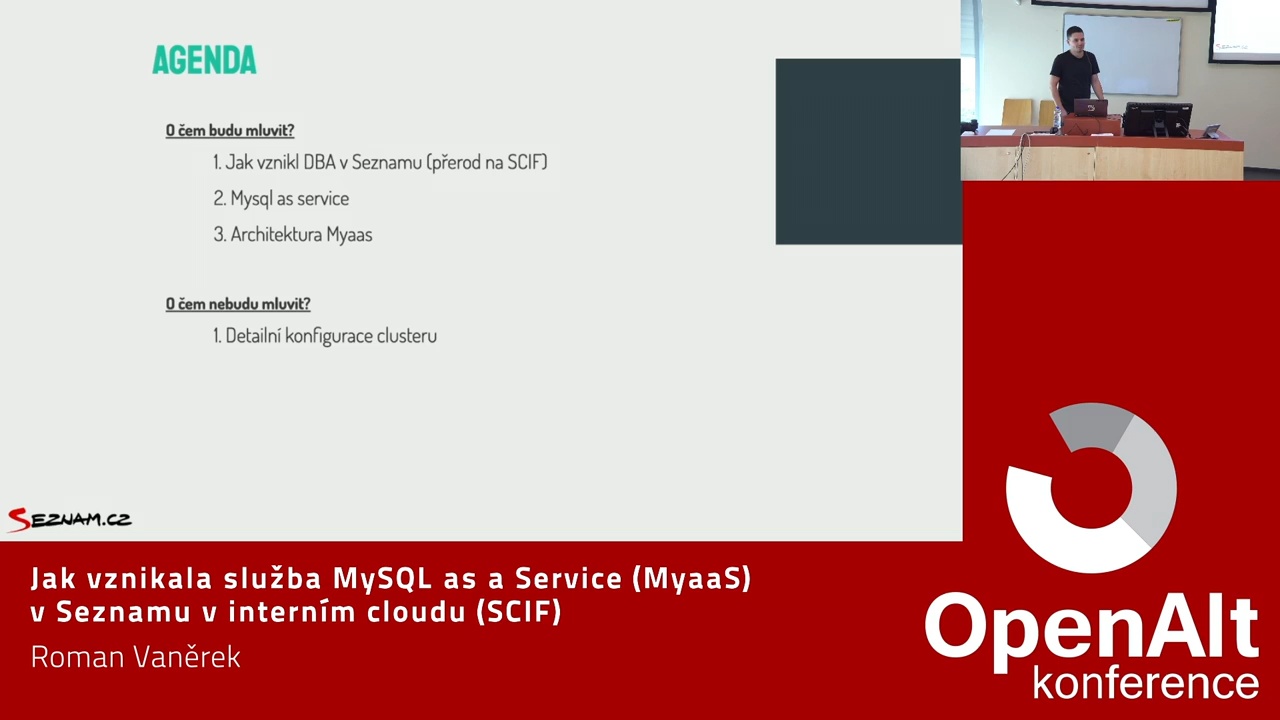 AGENDA
O čem budu mluvit?
1. Jak vznikl DBA v Seznamu (přerod na SCIF)
2. Mysql as service
3. Architektura Myaas
O čem nebudu mluvit?
1. Detailní konfigurace clusteru
SEZNAM.CZ
Jak vznikala služba MySQL as a Service (MyaaS)
v Seznamu v interním cloudu (SCIF)
Roman Vaněrek
OpenAlt
konference